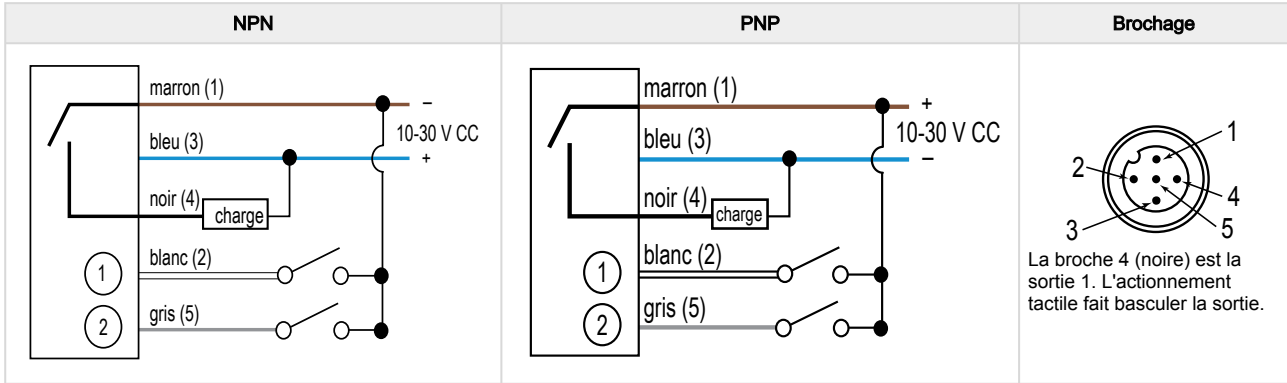 NPN
PNP
Brochage
marron (1)
–
10-30 V CC
bleu (3)
+
noir (4)
charge
1
blanc (2)
2
gris (5)
marron (1)
+
10-30 V CC
bleu (3)
–
noir (4)
charge
1
blanc (2)
2
gris (5)
1
2
4
3
5
La broche 4 (noire) est la
sortie 1. L'actionnement
tactile fait basculer la sortie.